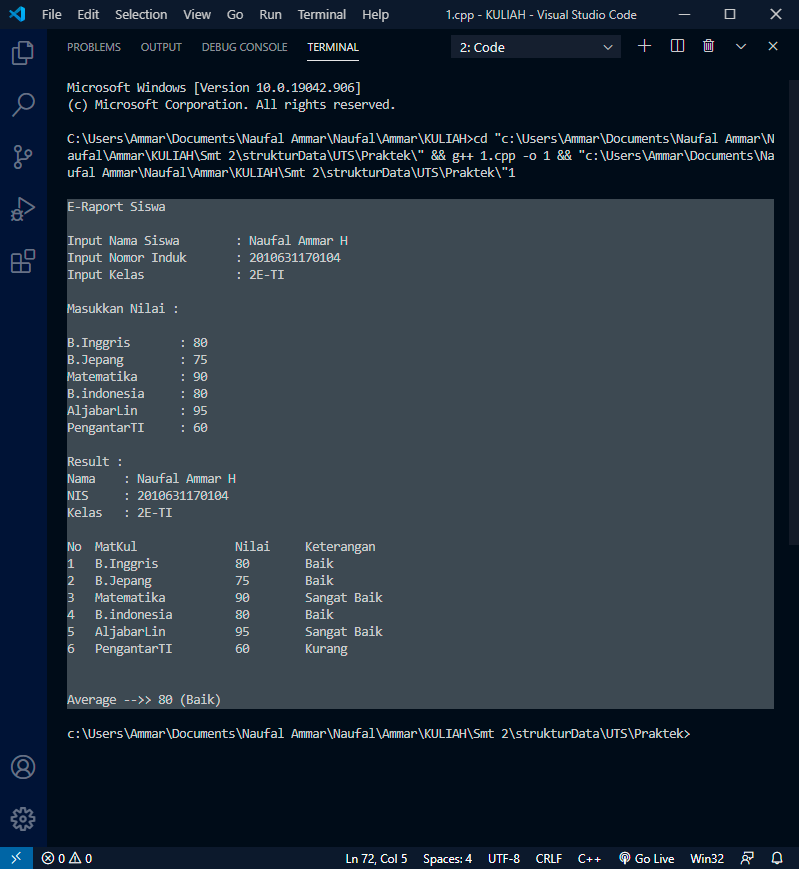 File Edit Selection View Go Run Terminal Help 1.cpp - KULIAH - Visual Studio Code
PROBLEMS OUTPUT DEBUG CONSOLE TERMINAL 2: Code
Microsoft Windows [Version 10.0.19042.906]
(c) Microsoft Corporation. All rights reserved.
C:\Users\Ammar\Documents\Naufal Ammar\Naufal\Ammar\KULIAH>cd "c:\Users\Ammar\Documents\Naufal Ammar\N
aufal\Ammar\KULIAH\Smt 2\strukturData\UTS\Praktek\" && g++ 1.cpp -o 1 && "c:\Users\Ammar\Documents\Na
ufal Ammar\Naufal\Ammar\KULIAH\Smt 2\strukturData\UTS\Praktek\"1
E-Raport Siswa
Input Nama Siswa : Naufal Ammar H
Input Nomor Induk : 2010631170104
Input Kelas : 2E-TI
Masukkan Nilai :
B.Inggris : 80
B.Jepang : 75
Matematika : 90
B.indonesia : 80
AljabarLin : 95
PengantarTI : 60
Result :
Nama : Naufal Ammar H
NIS : 2010631170104
Kelas : 2E-TI
No MatKul Nilai Keterangan
1 B.Inggris 80 Baik
2 B.Jepang 75 Baik
3 Matematika 90 Sangat Baik
4 B.indonesia 80 Baik
5 AljabarLin 95 Sangat Baik
6 PengantarTI 60 Kurang
Average -->> 80 (Baik)
c:\Users\Ammar\Documents\Naufal Ammar\Naufal\Ammar\KULIAH\Smt 2\strukturData\UTS\Praktek>
0 0 Ln 72, Col 5 Spaces: 4 UTF-8 CRLF C++ Go Live Win32